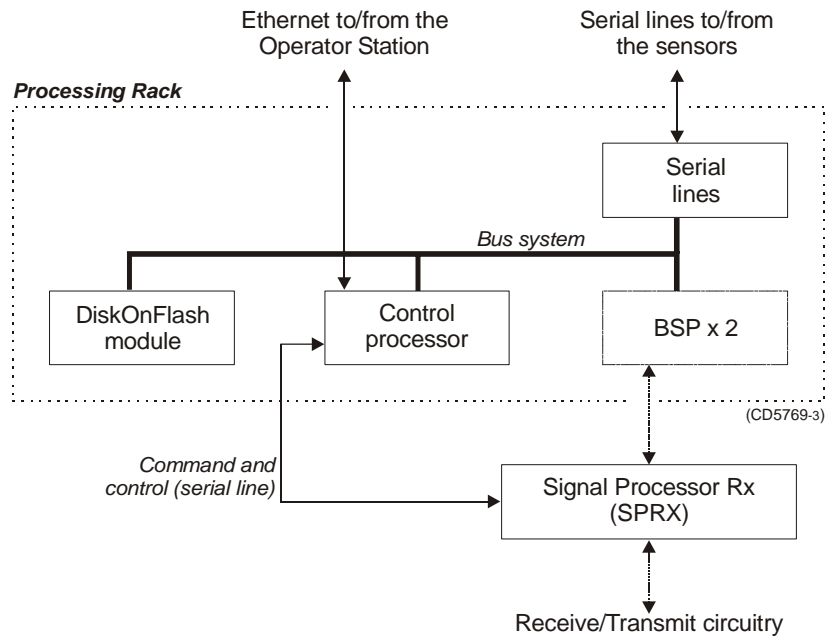 Ethernet to/from the
Operator Station
Serial lines to/from
the sensors
Processing Rack
Serial
lines
Bus system
DiskOnFlash
module
Control
processor
BSP x 2
(CD5769-3)
Command and
control (serial line)
Signal Processor Rx
(SPRX)
Receive/Transmit circuitry